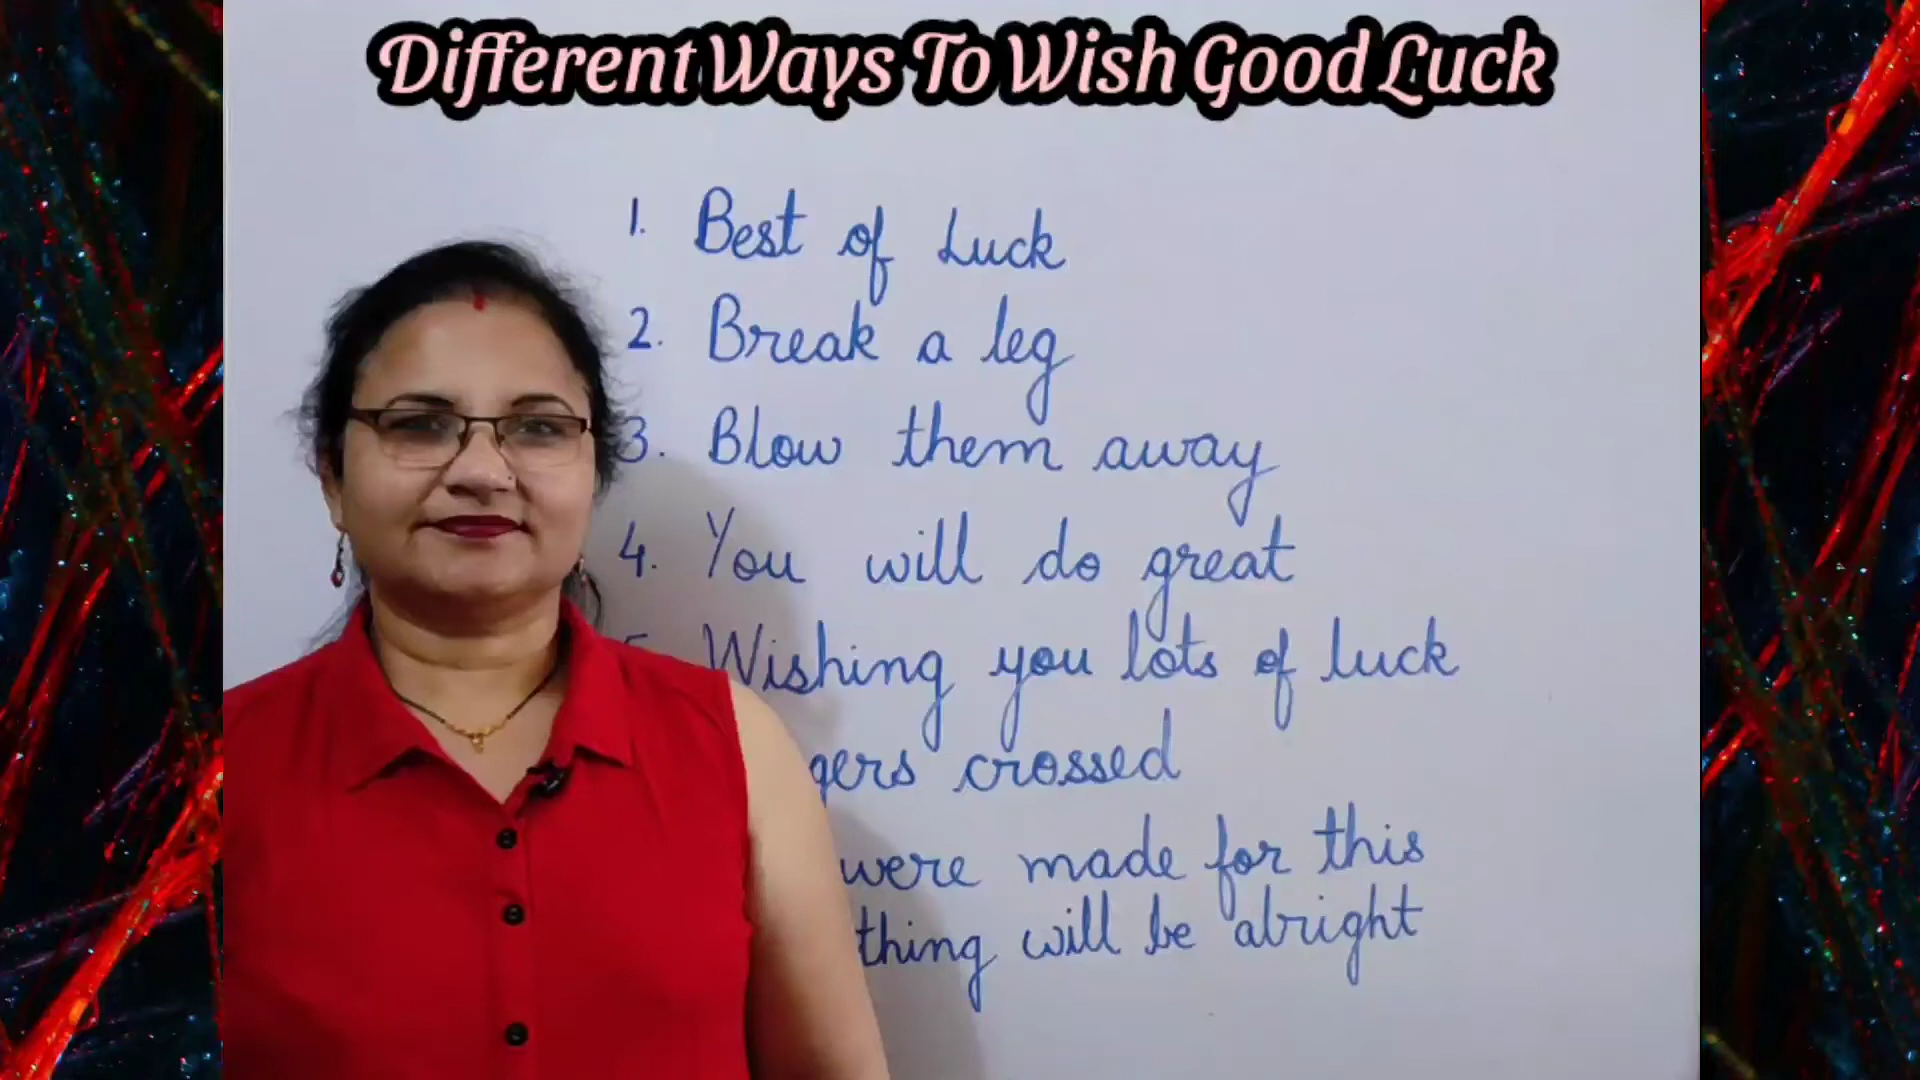 Different Ways To Wish Good Luck
1. Best of Luck
2. Break a leg
3. Blow them away
4. You will do great
Wishing you lots of luck
gers crossed
were made for this
thing will be alright